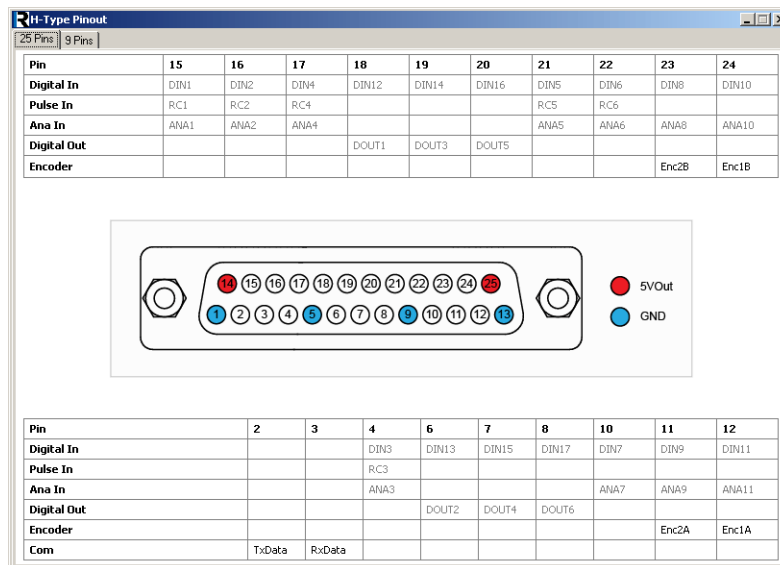 H-Type Pinout
25 Pins 9 Pins
Pin 15 16 17 18 19 20 21 22 23 24
Digital In DIN1 DIN2 DIN4 DIN12 DIN14 DIN16 DIN5 DIN6 DIN8 DIN10
Pulse In RC1 RC2 RC4 RC5 RC6
Ana In ANA1 ANA2 ANA4 ANA5 ANA6 ANA8 ANA10
Digital Out DOUT1 DOUT3 DOUT5
Encoder Enc2B Enc1B
14 15 16 17 18 19 20 21 22 23 24 25 5VOut
1 2 3 4 5 6 7 8 9 10 11 12 13 GND
Pin 2 3 4 6 7 8 10 11 12
Digital In DIN3 DIN13 DIN15 DIN17 DIN7 DIN9 DIN11
Pulse In RC3
Ana In ANA3 ANA7 ANA9 ANA11
Digital Out DOUT2 DOUT4 DOUT6
Encoder Enc2A Enc1A
Com TxData RxData